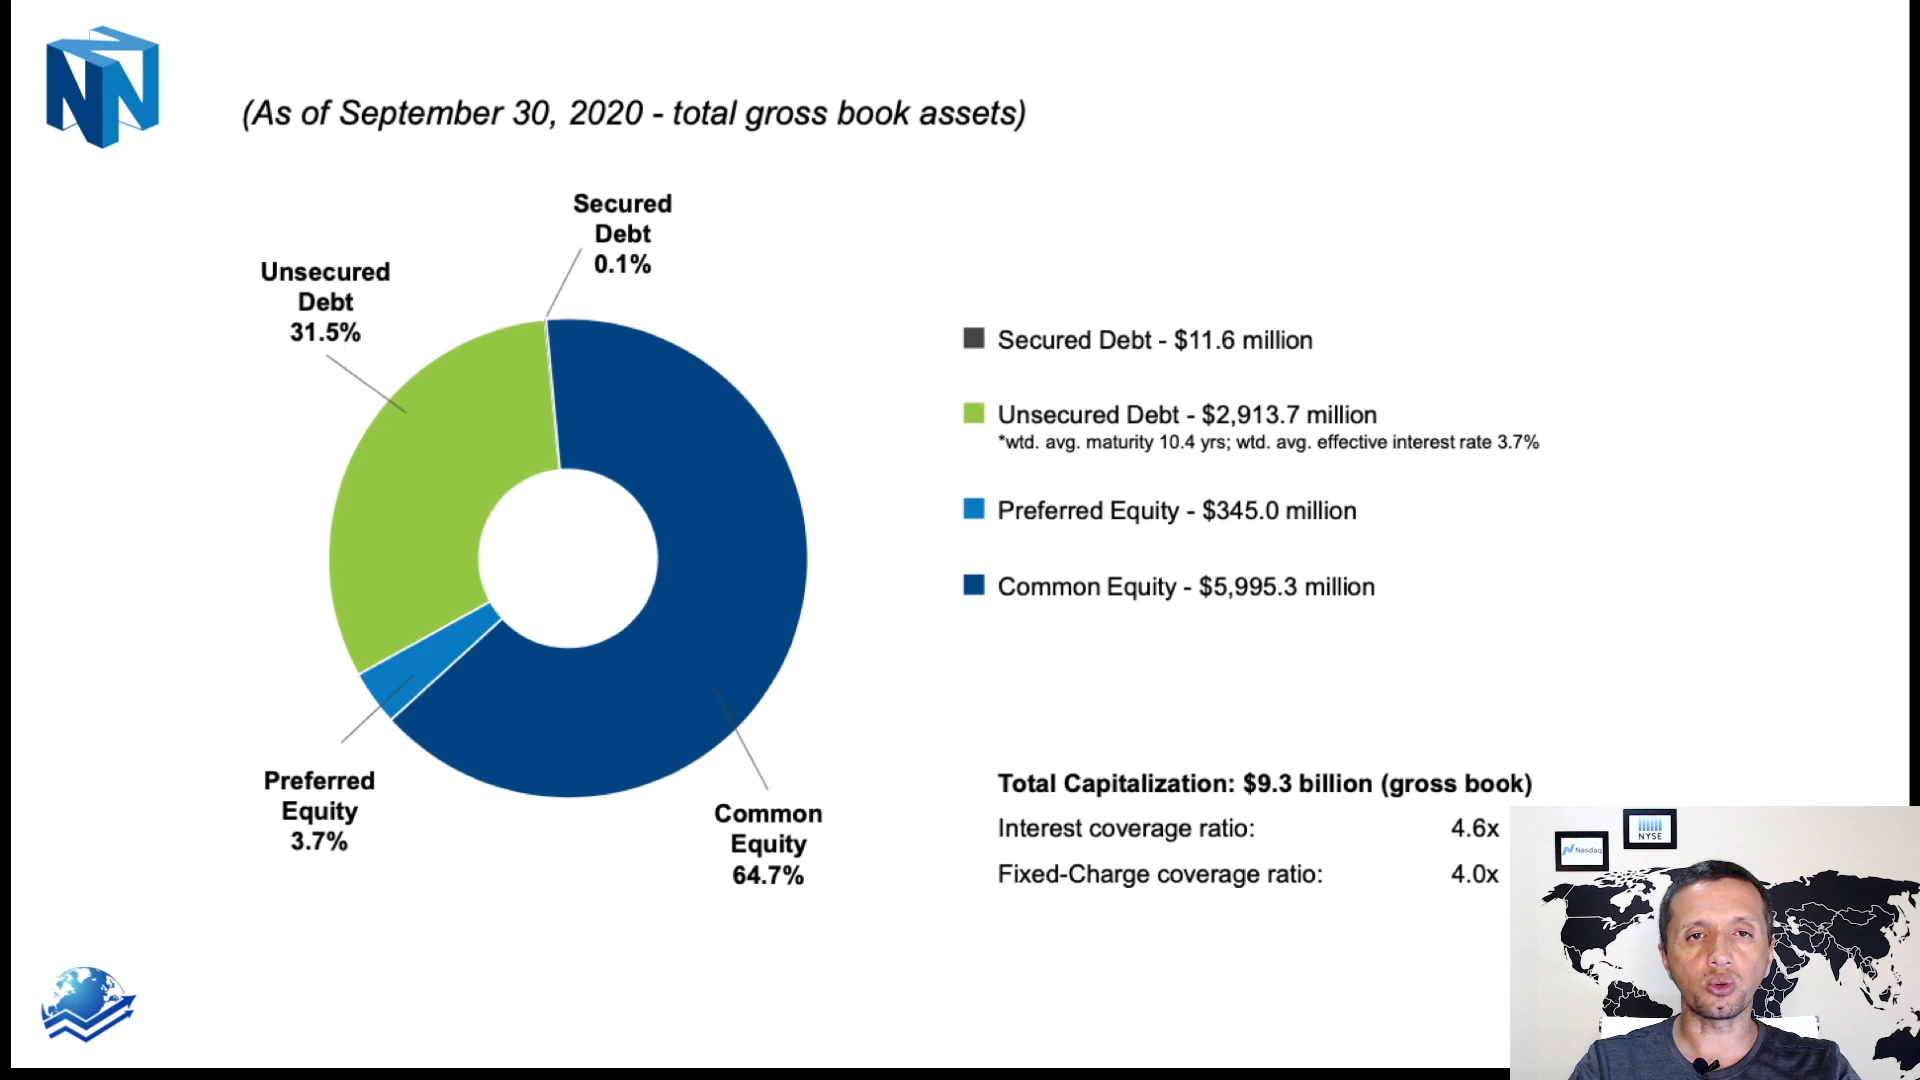 (As of September 30, 2020 - total gross book assets)
Secured
Debt
0.1%
Unsecured
Debt
31.5%
Preferred
Equity
3.7%
Common
Equity
64.7%
Secured Debt - $11.6 million
Unsecured Debt - $2,913.7 million
*wtd. avg. maturity 10.4 yrs; wtd. avg. effective interest rate 3.7%
Preferred Equity - $345.0 million
Common Equity - $5,995.3 million
Total Capitalization: $9.3 billion (gross book)
Interest coverage ratio: 4.6x
Fixed-Charge coverage ratio: 4.0x
NYSE
Nasdaq